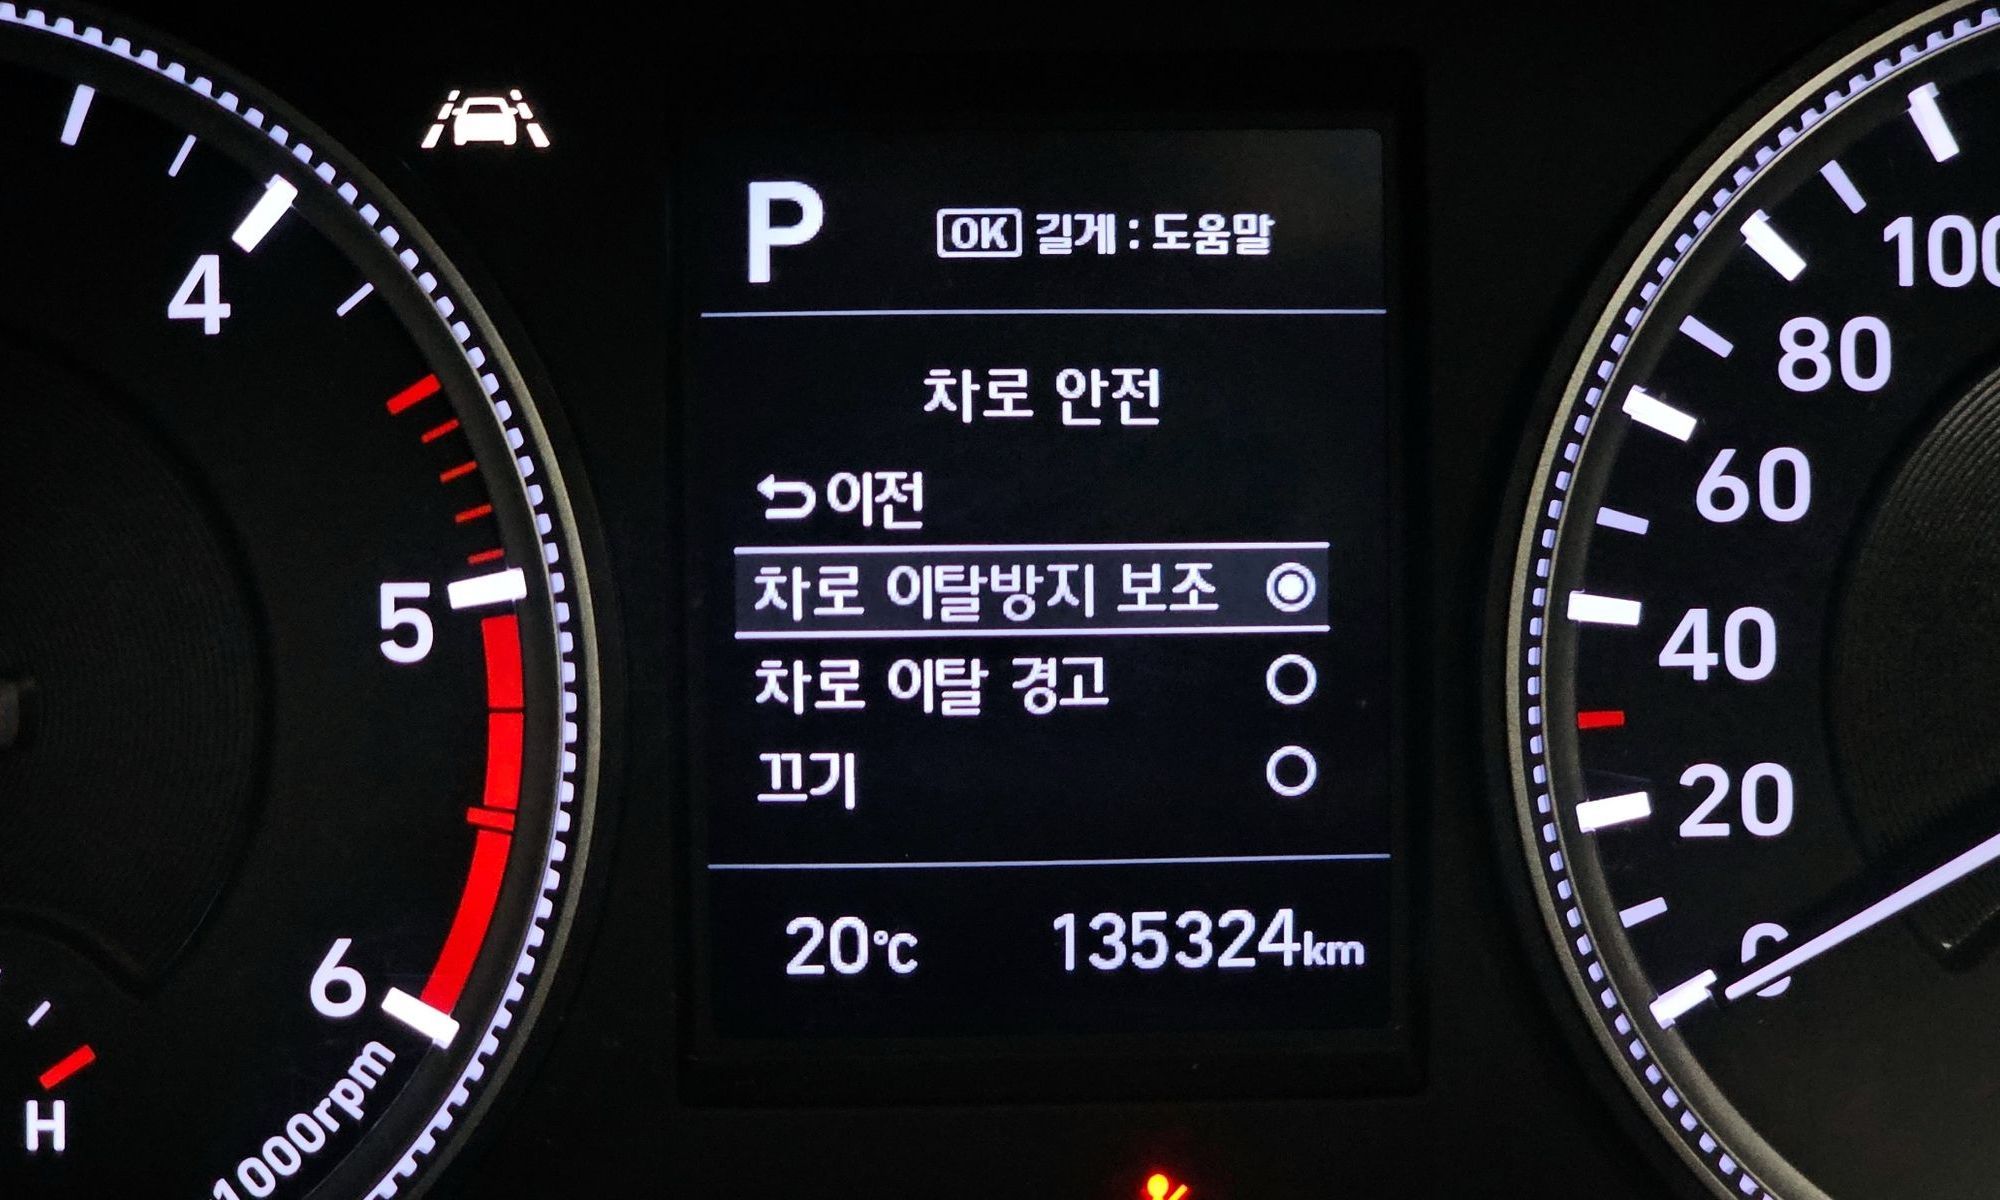 P
OK 길게 : 도움말
차로 안전
이전
차로 이탈방지 보조
차로 이탈 경고
끄기
20℃ 135324km
4
5
6
1000rpm
H
100
80
60
40
20
0